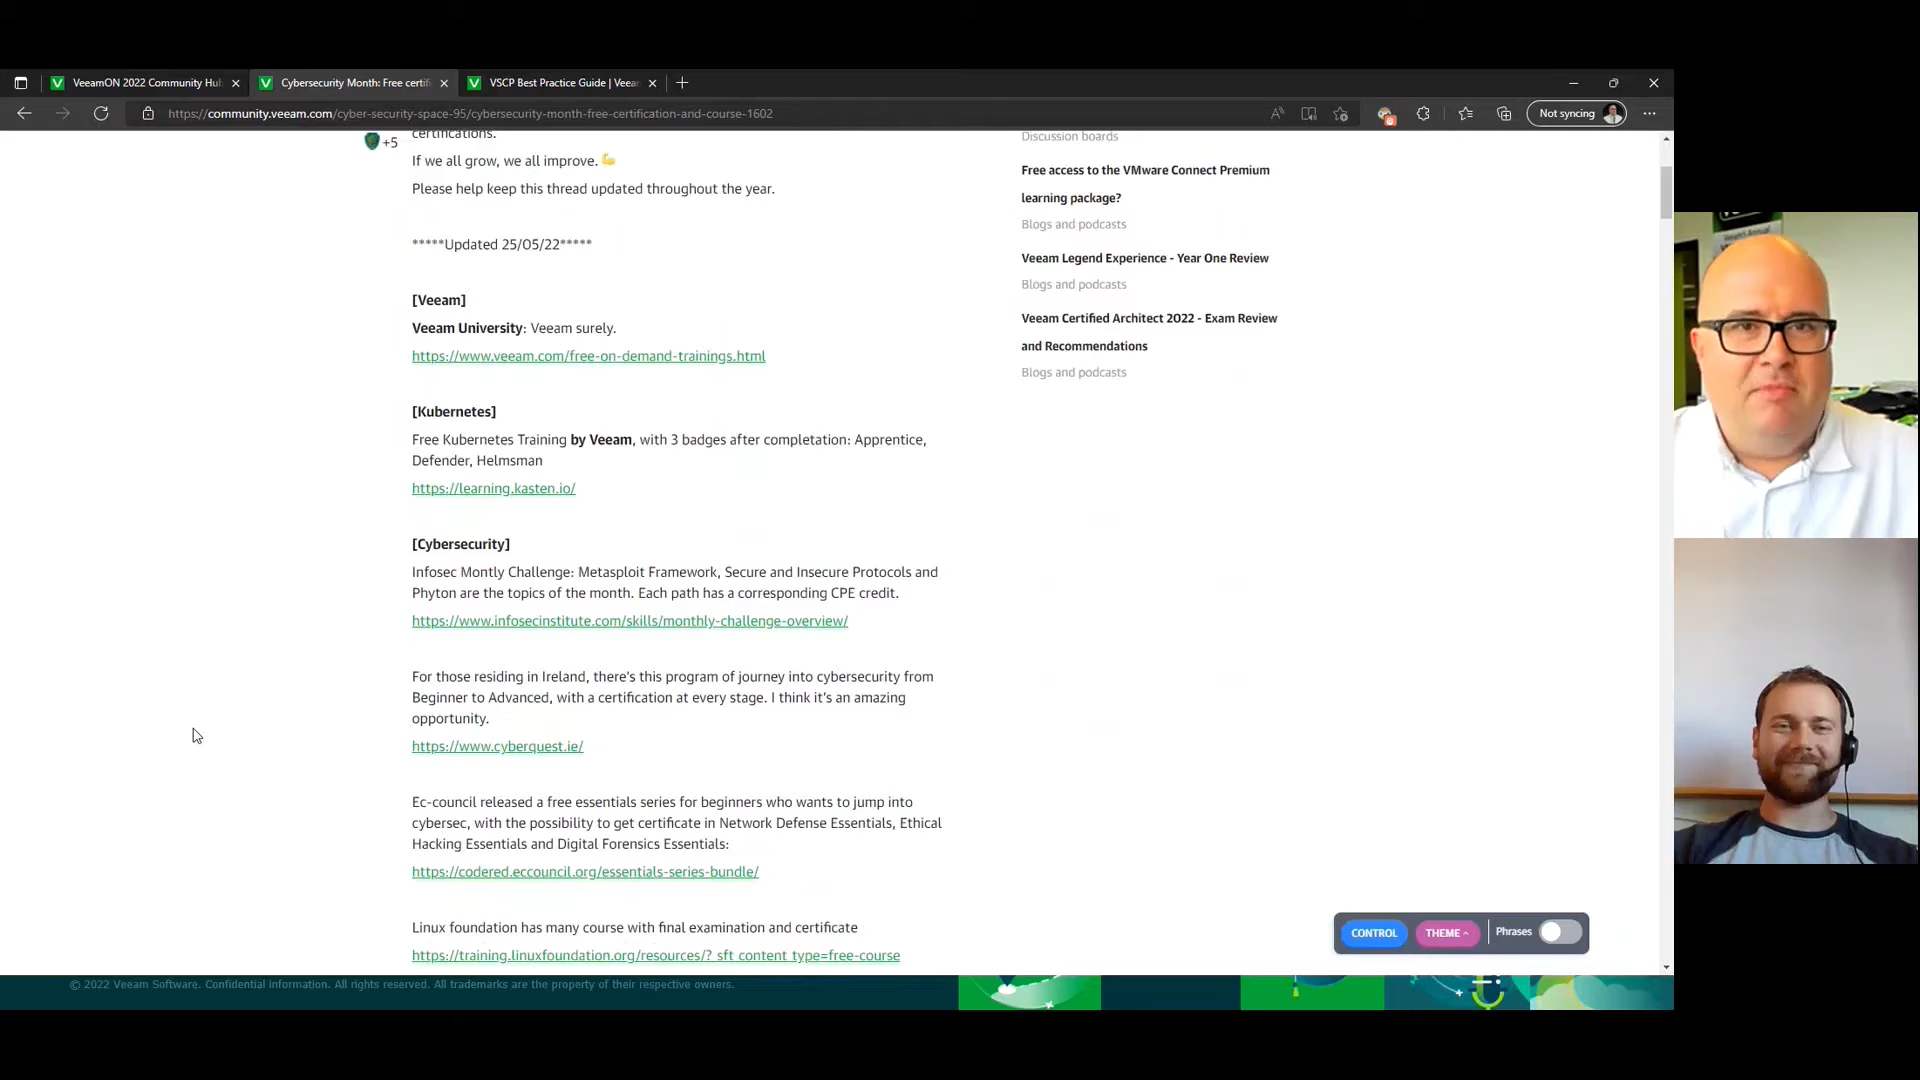 VeeamON 2022 Community Hu
Cybersecurity Month: Free certifi
VSCP Best Practice Guide | Veea
https://community.veeam.com/cyber-security-space-95/cybersecurity-month-free-certification-and-course-1602
Not syncing
+5
certifications.
If we all grow, we all improve. 💪
Please help keep this thread updated throughout the year.
*****Updated 25/05/22*****
[Veeam]
Veeam University: Veeam surely.
https://www.veeam.com/free-on-demand-trainings.html
[Kubernetes]
Free Kubernetes Training by Veeam, with 3 badges after completation: Apprentice,
Defender, Helmsman
https://learning.kasten.io/
[Cybersecurity]
Infosec Montly Challenge: Metasploit Framework, Secure and Insecure Protocols and
Phyton are the topics of the month. Each path has a corresponding CPE credit.
https://www.infosecinstitute.com/skills/monthly-challenge-overview/
For those residing in Ireland, there's this program of journey into cybersecurity from
Beginner to Advanced, with a certification at every stage. I think it's an amazing
opportunity.
https://www.cyberquest.ie/
Ec-council released a free essentials series for beginners who wants to jump into
cybersec, with the possibility to get certificate in Network Defense Essentials, Ethical
Hacking Essentials and Digital Forensics Essentials:
https://codered.eccouncil.org/essentials-series-bundle/
Linux foundation has many course with final examination and certificate
https://training.linuxfoundation.org/resources/?_sft_content_type=free-course
Discussion boards
Free access to the VMware Connect Premium
learning package?
Blogs and podcasts
Veeam Legend Experience - Year One Review
Blogs and podcasts
Veeam Certified Architect 2022 - Exam Review
and Recommendations
Blogs and podcasts
CONTROL
THEME
Phrases
© 2022 Veeam Software. Confidential information. All rights reserved. All trademarks are the property of their respective owners.